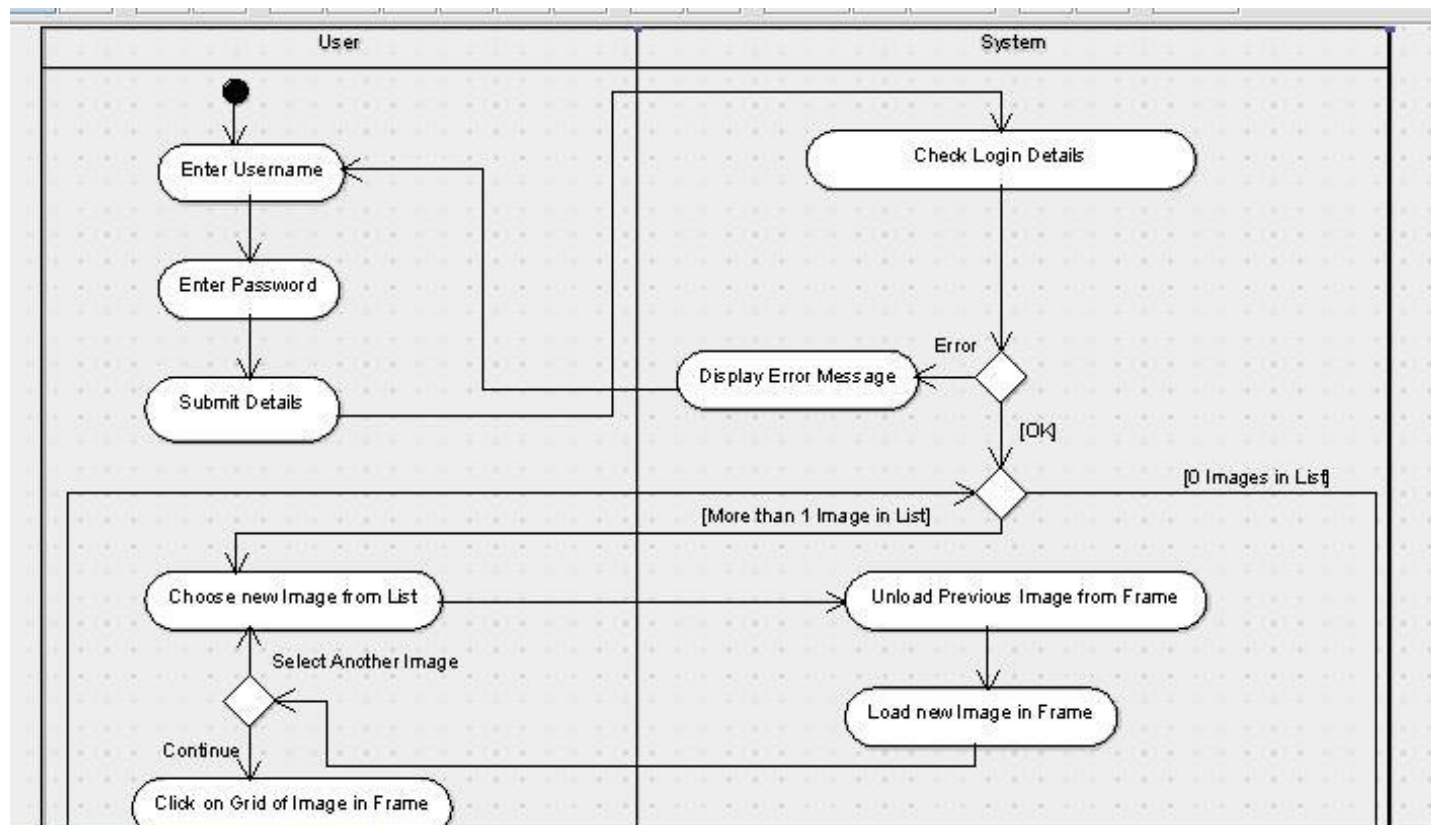 User
System
Enter Username
Check Login Details
Enter Password
Error
Display Error Message
Submit Details
[OK]
[0 Images in List]
[More than 1 Image in List]
Choose new Image from List
Unload Previous Image from Frame
Select Another Image
Load new Image in Frame
Continue
Click on Grid of Image in Frame